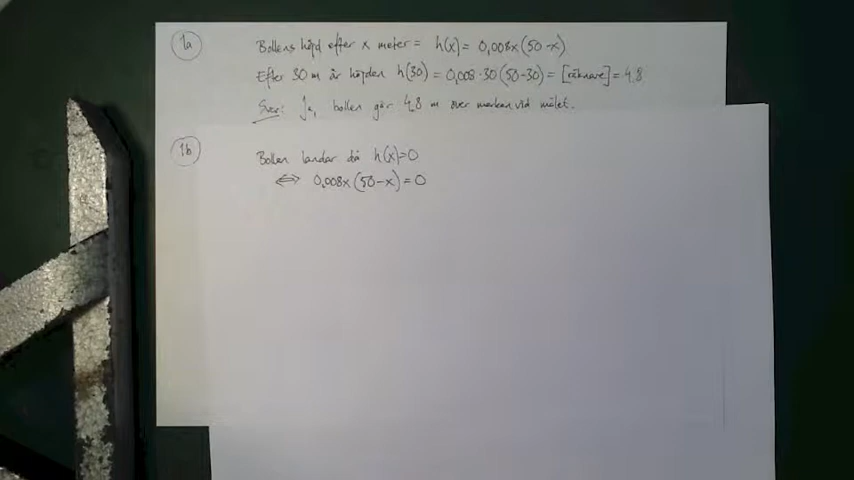 1a
Bollens höjd efter x meter = h(x) = 0,008x(50-x)
Efter 30 m är höjden h(30) = 0,008·30(50-30) = [räknare] = 4,8
Svar: Ja, bollen går 4,8 m över marken vid målet.
1b
Bollen landar då h(x)=0
⇔ 0,008x(50-x)=0